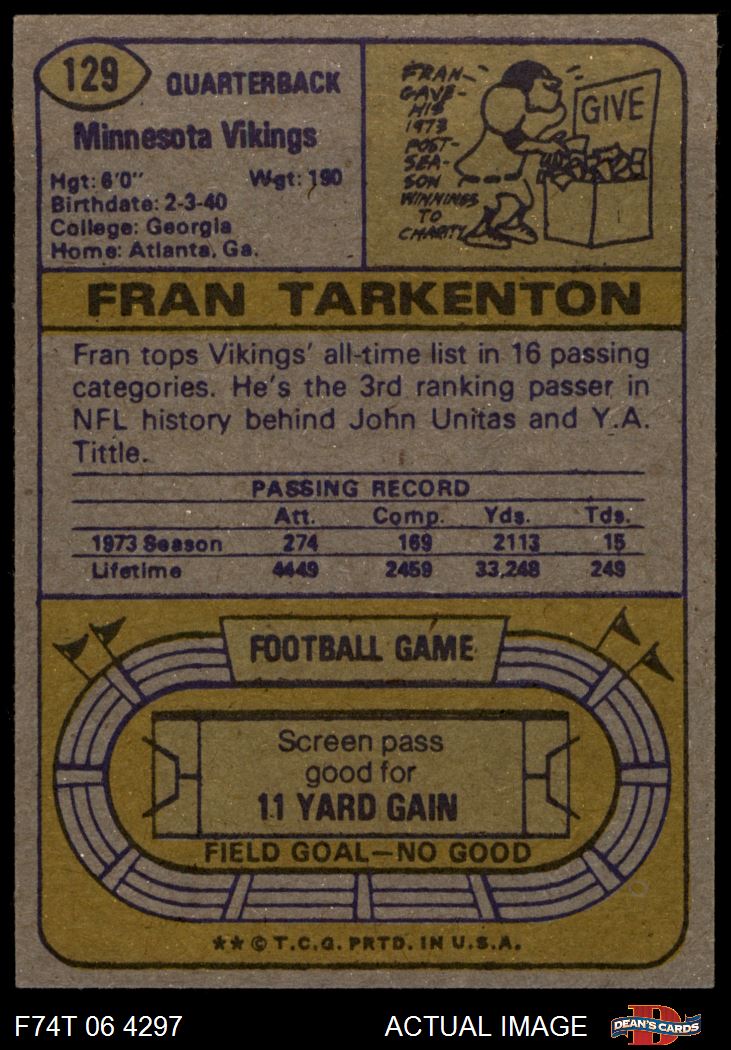 129
QUARTERBACK
Minnesota Vikings
Hgt: 6'0" Wgt: 190
Birthdate: 2-3-40
College: Georgia
Home: Atlanta, Ga.
FRAN
GAVE
HIS
1973
POST-
SEA-
SON
WINNINGS
TO
CHARITY
GIVE
FRAN TARKENTON
Fran tops Vikings' all-time list in 16 passing
categories. He's the 3rd ranking passer in
NFL history behind John Unitas and Y.A.
Tittle.
PASSING RECORD
Att. Comp. Yds. Tds.
1973 Season 274 169 2113 15
Lifetime 4449 2459 33,248 249
FOOTBALL GAME
Screen pass
good for
11 YARD GAIN
FIELD GOAL—NO GOOD
★★ © T.C.G. PRTD. IN U.S.A.
F74T 06 4297 ACTUAL IMAGE
D
DEAN'S CARDS